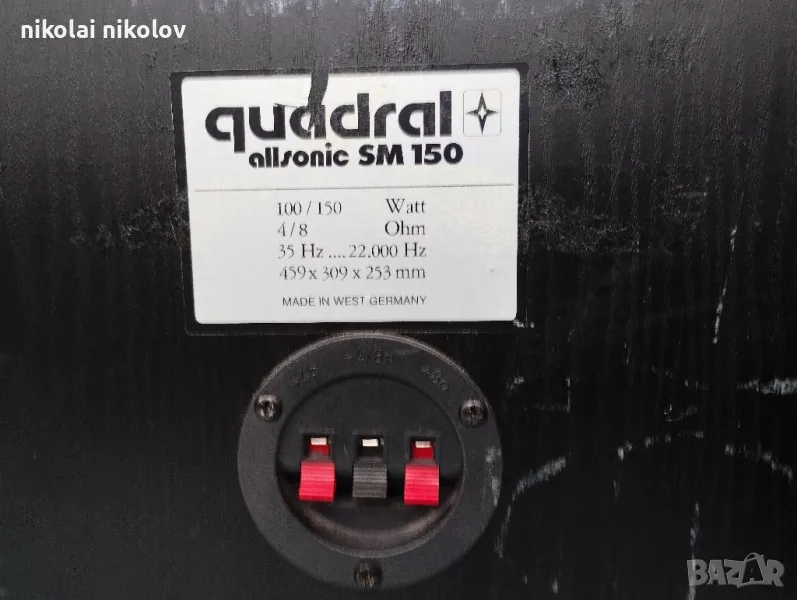 nikolai nikolov
quadral
allsonic SM 150
100 / 150 Watt
4 / 8 Ohm
35 Hz .... 22.000 Hz
459 x 309 x 253 mm
MADE IN WEST GERMANY
BAZAR